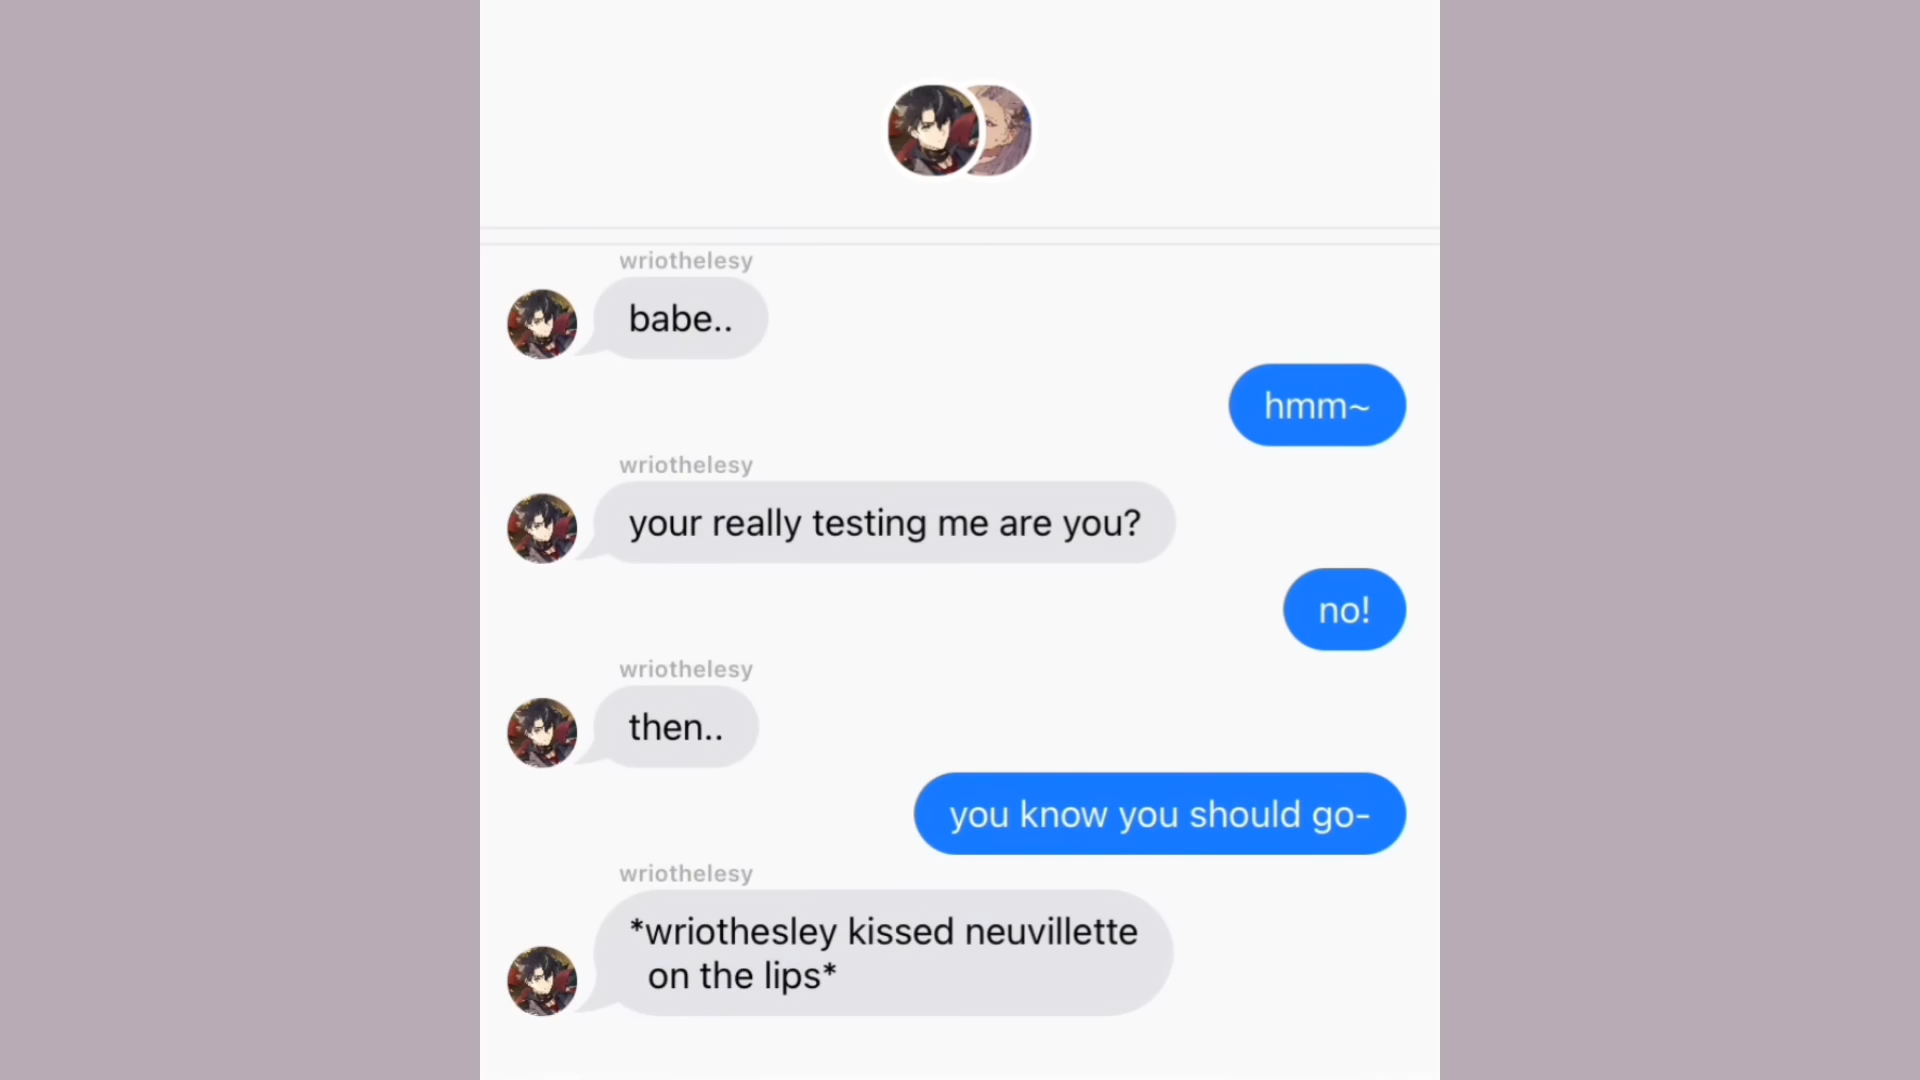 wriothelesy
babe..
hmm~
wriothelesy
your really testing me are you?
no!
wriothelesy
then..
you know you should go-
wriothelesy
*wriothesley kissed neuvillette
on the lips*